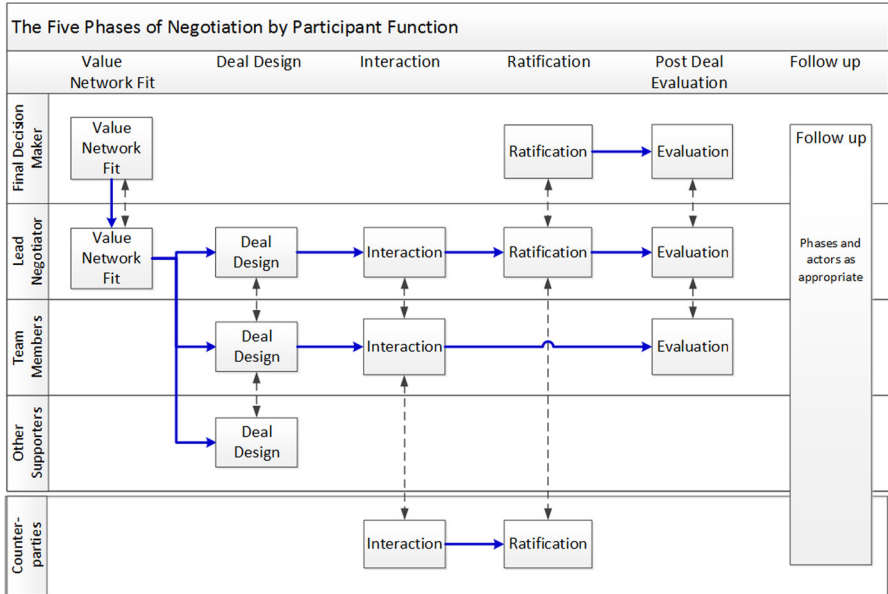 The Five Phases of Negotiation by Participant Function
Value
Network Fit
Deal Design
Interaction
Ratification
Post Deal
Evaluation
Follow up
Final Decision
Maker
Value
Network
Fit
Ratification
Evaluation
Follow up
Phases and
actors as
appropriate
Lead
Negotiator
Value
Network
Fit
Deal
Design
Interaction
Ratification
Evaluation
Team
Members
Deal
Design
Interaction
Evaluation
Other
Supporters
Deal
Design
Counter-
parties
Interaction
Ratification